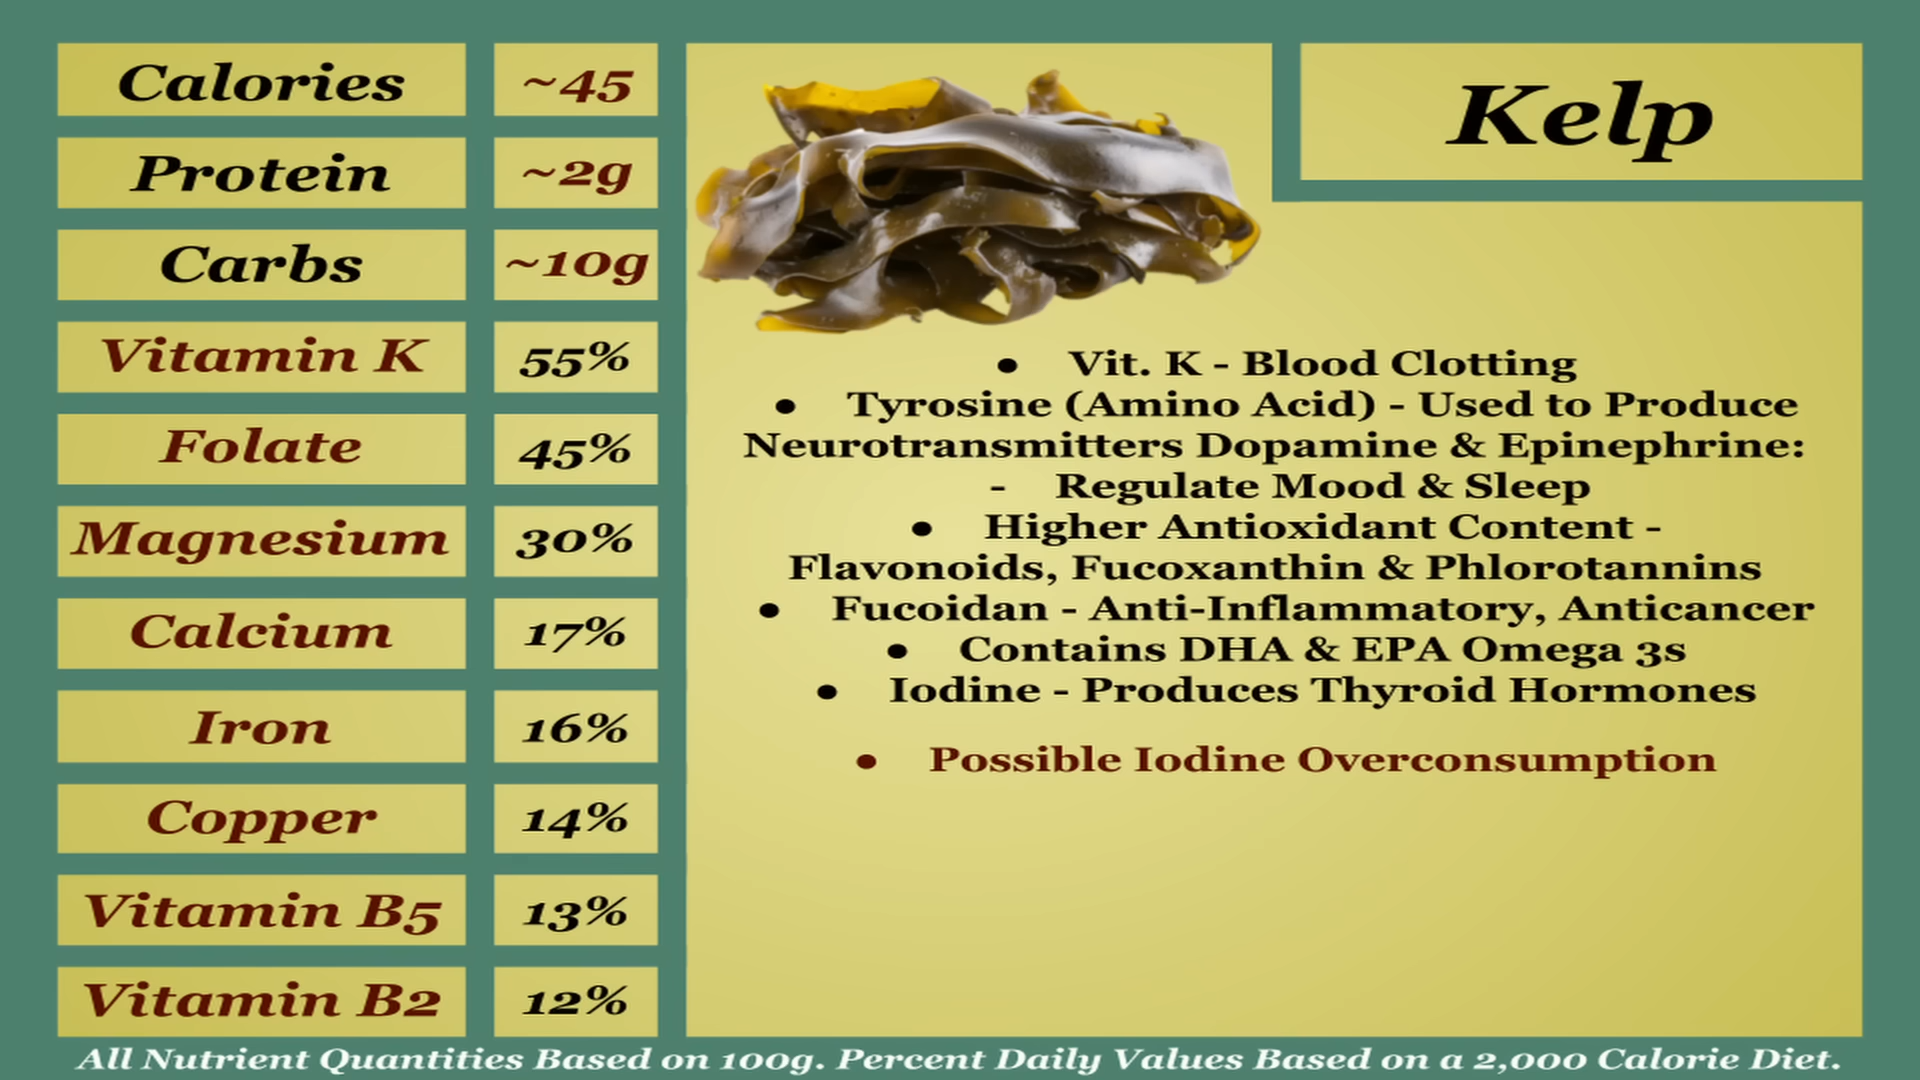 Calories ~45
Protein ~2g
Carbs ~10g
Vitamin K 55%
Folate 45%
Magnesium 30%
Calcium 17%
Iron 16%
Copper 14%
Vitamin B5 13%
Vitamin B2 12%
Kelp
● Vit. K - Blood Clotting
● Tyrosine (Amino Acid) - Used to Produce
Neurotransmitters Dopamine & Epinephrine:
- Regulate Mood & Sleep
● Higher Antioxidant Content -
Flavonoids, Fucoxanthin & Phlorotannins
● Fucoidan - Anti-Inflammatory, Anticancer
● Contains DHA & EPA Omega 3s
● Iodine - Produces Thyroid Hormones
● Possible Iodine Overconsumption
All Nutrient Quantities Based on 100g. Percent Daily Values Based on a 2,000 Calorie Diet.